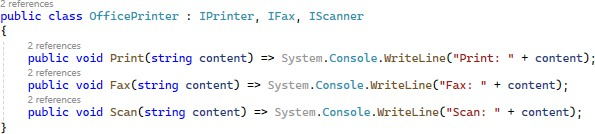 2 references
public class OfficePrinter : IPrinter, IFax, IScanner
{
2 references
public void Print(string content) => System.Console.WriteLine("Print: " + content);
2 references
public void Fax(string content) => System.Console.WriteLine("Fax: " + content);
2 references
public void Scan(string content) => System.Console.WriteLine("Scan: " + content);
}